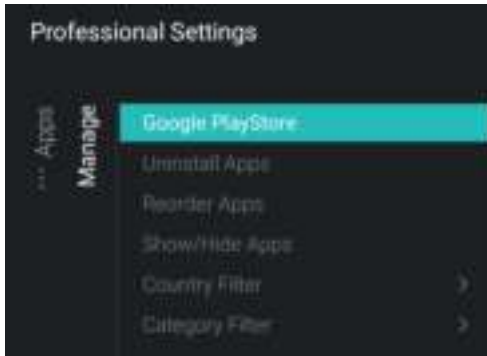 Professional Settings
... Apps
Manage
Google PlayStore
Uninstall Apps
Reorder Apps
Show/Hide Apps
Country Filter
Category Filter